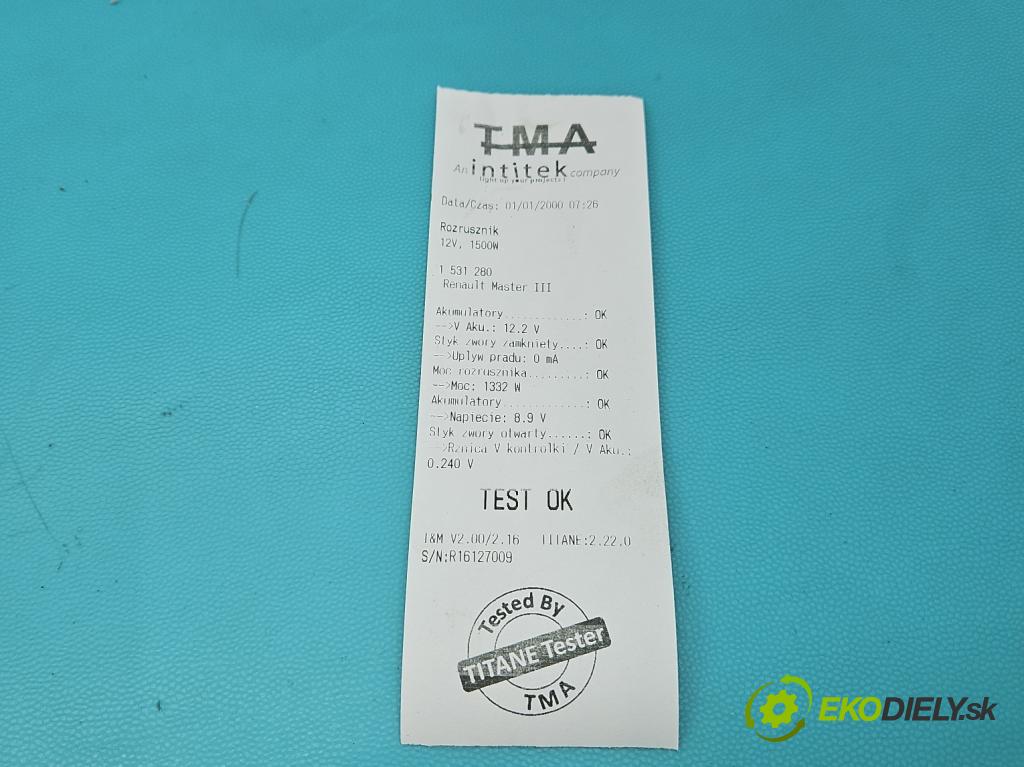 TMA
An intitek company
light up your projects!
Data/Czas: 01/01/2000 07:26
Rozrusznik
12V, 1500W
1 531 280
Renault Master III
Akumulatory............: OK
-->V Aku.: 12.2 V
Styk zwory zamkniety....: OK
-->Uplyw pradu: 0 mA
Moc rozrusznika.........: OK
-->Moc: 1332 W
Akumulatory............: OK
-->Napiecie: 8.9 V
Styk zwory otwarty......: OK
-->Rznica V kontrolki / V Aku.:
0.240 V
TEST OK
T&M V2.00/2.16 TITANE:2.22.0
S/N:R16127009
Tested By
TITANE Tester
TMA
EKODIELY.sk